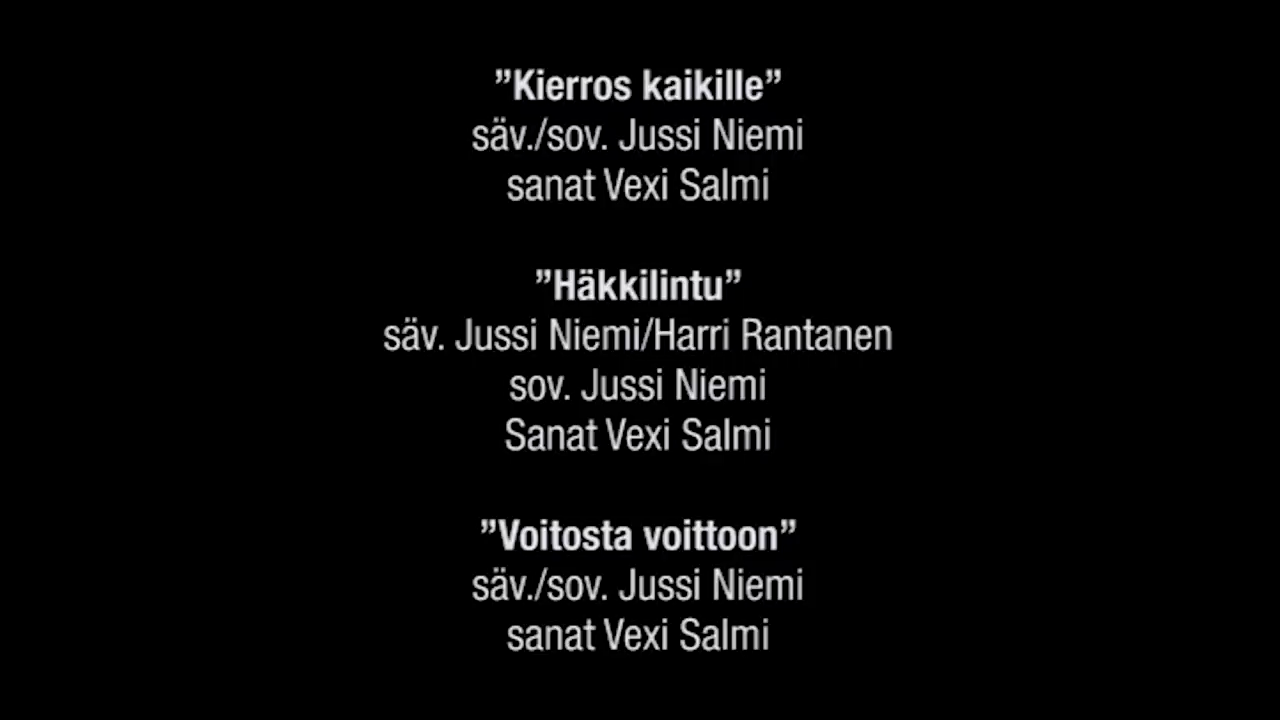 ”Kierros kaikille”
säv./sov. Jussi Niemi
sanat Vexi Salmi
”Häkkilintu”
säv. Jussi Niemi/Harri Rantanen
sov. Jussi Niemi
Sanat Vexi Salmi
”Voitosta voittoon”
säv./sov. Jussi Niemi
sanat Vexi Salmi